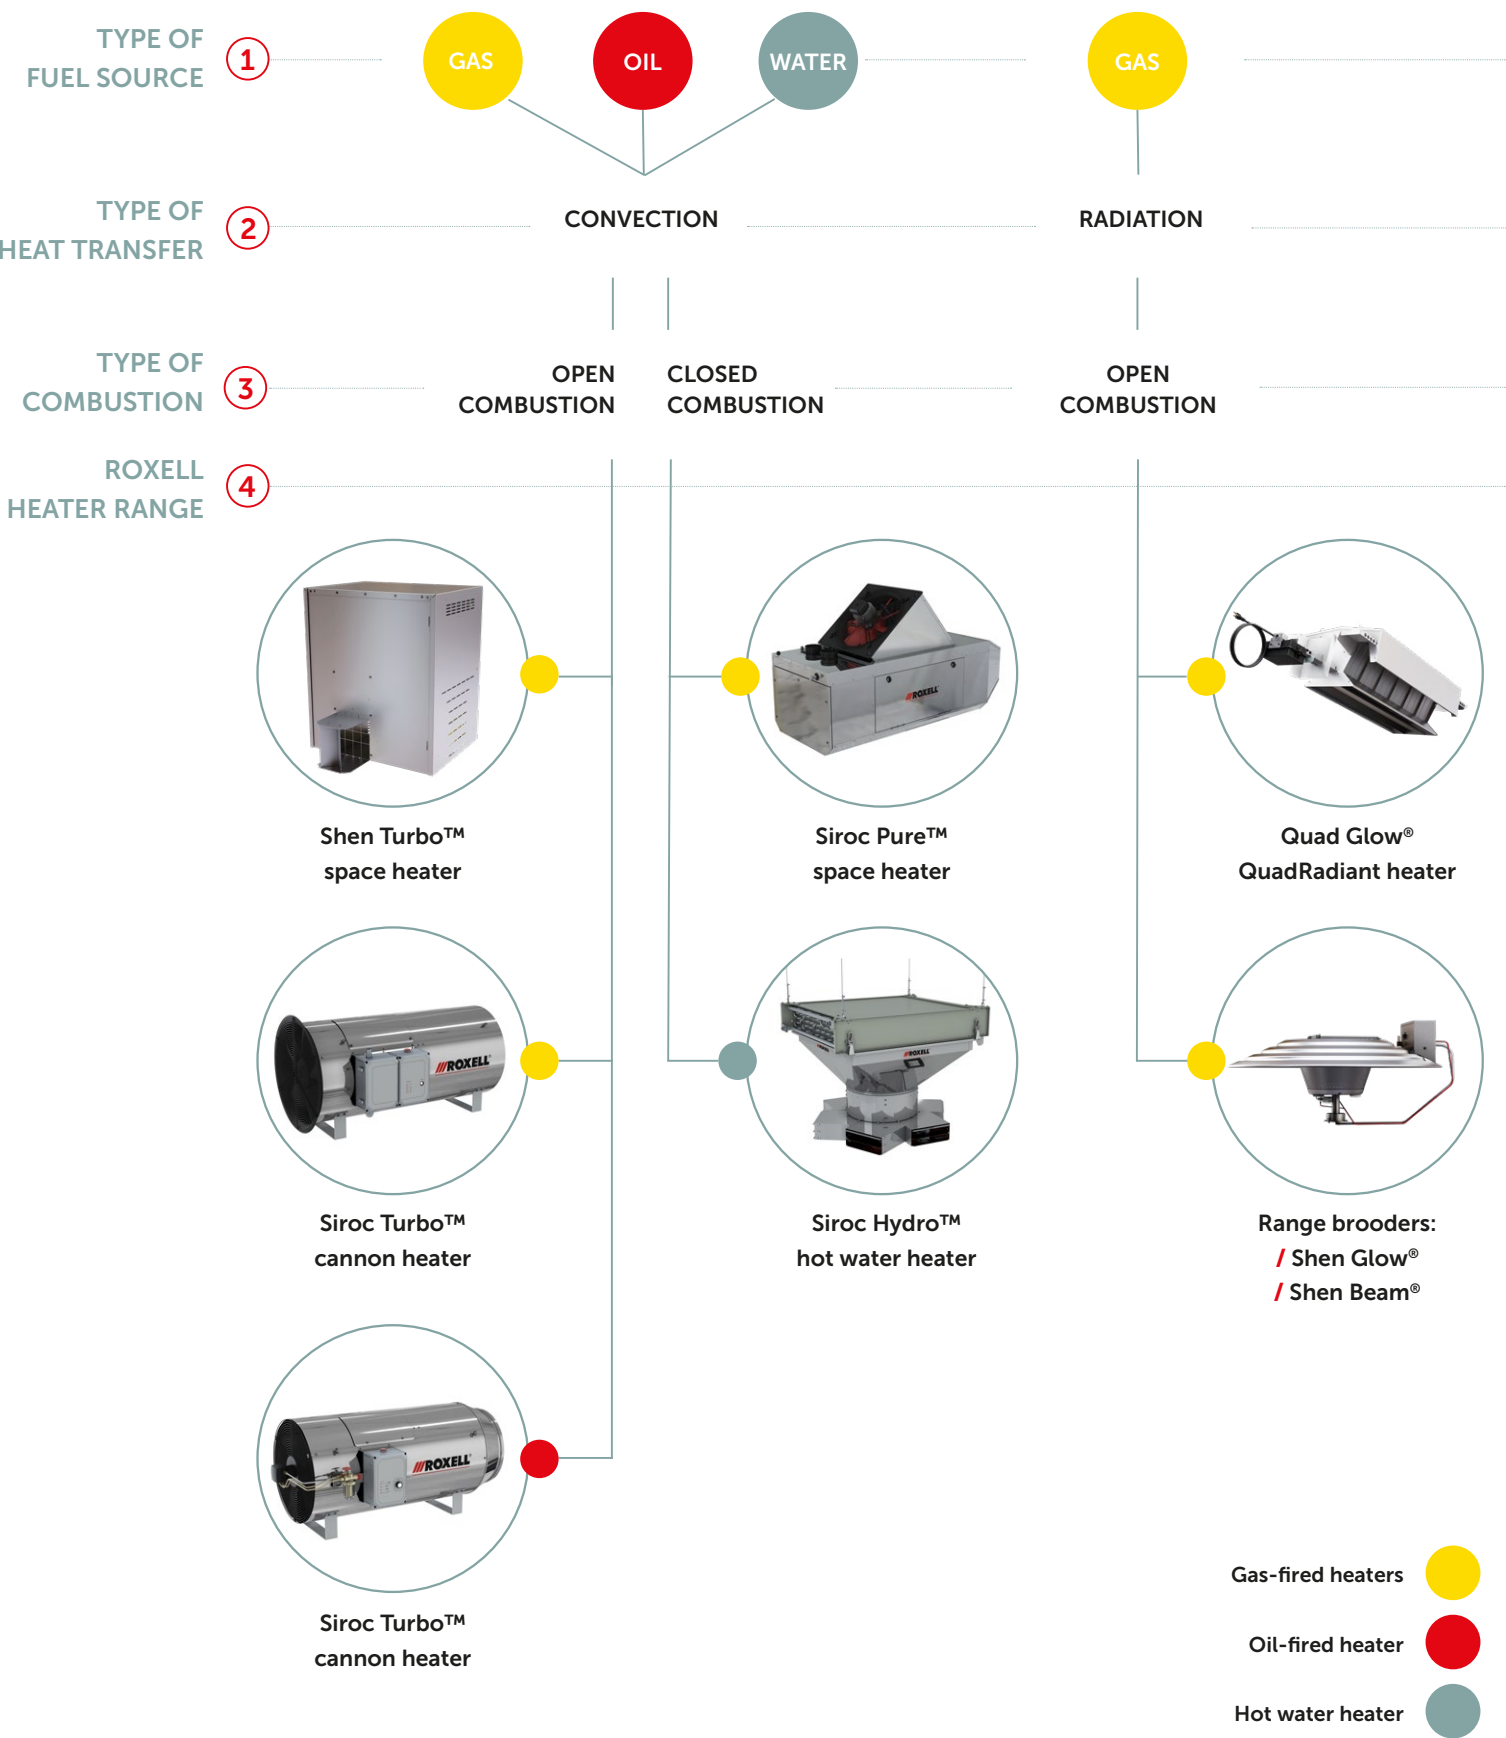 TYPE OF
FUEL SOURCE
1
GAS
OIL
WATER
GAS
TYPE OF
HEAT TRANSFER
2
CONVECTION
RADIATION
TYPE OF
COMBUSTION
3
OPEN
COMBUSTION
CLOSED
COMBUSTION
OPEN
COMBUSTION
ROXELL
HEATER RANGE
4
ROXELL
Shen Turbo™
space heater
Siroc Pure™
space heater
Quad Glow®
QuadRadiant heater
ROXELL
ROXELL
Siroc Turbo™
cannon heater
Siroc Hydro™
hot water heater
Range brooders:
/ Shen Glow®
/ Shen Beam®
ROXELL
Siroc Turbo™
cannon heater
Gas-fired heaters
Oil-fired heater
Hot water heater